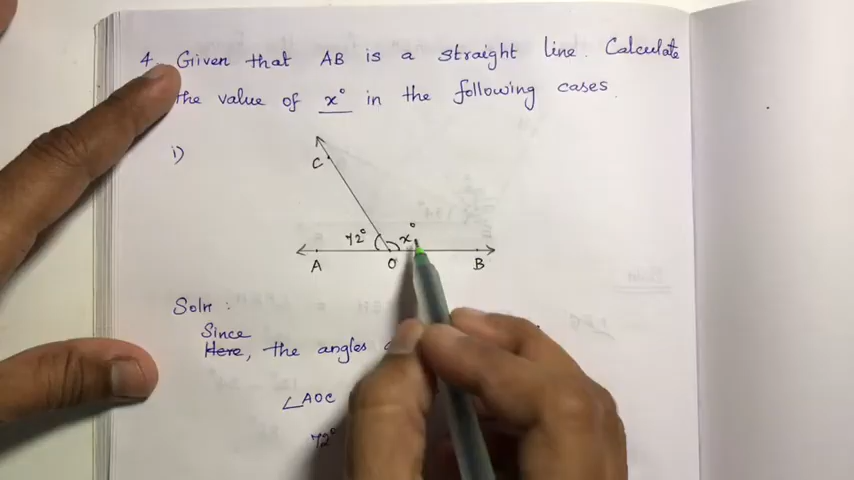 4. Given that AB is a straight line. Calculate
the value of x° in the following cases.
i)
C
72° x°
A O B
Soln :
Since
Here, the angles
∠AOC
72°